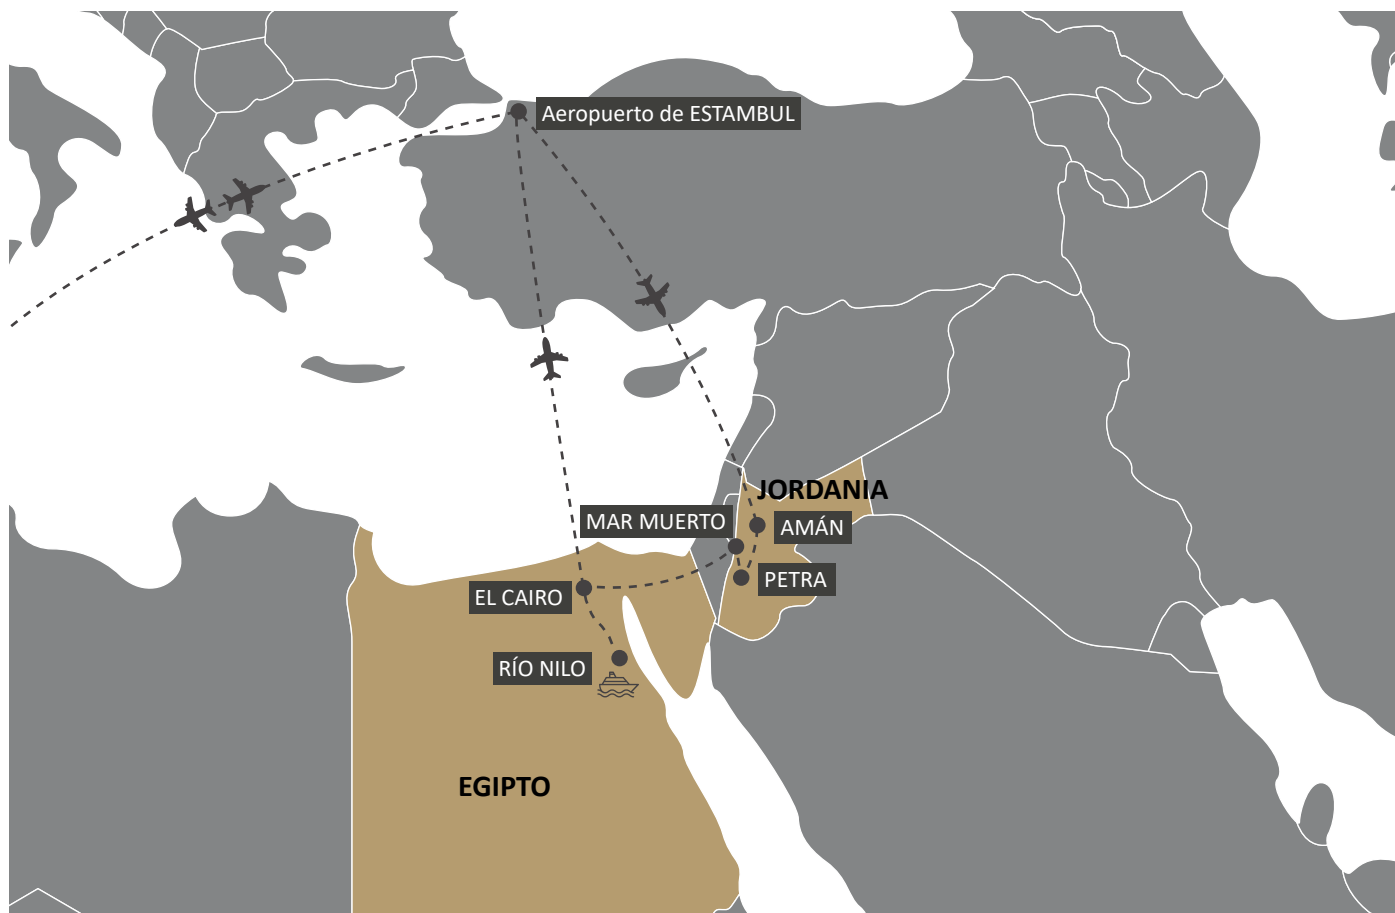 Aeropuerto de ESTAMBUL
JORDANIA
MAR MUERTO
AMÁN
PETRA
EL CAIRO
RÍO NILO
EGIPTO